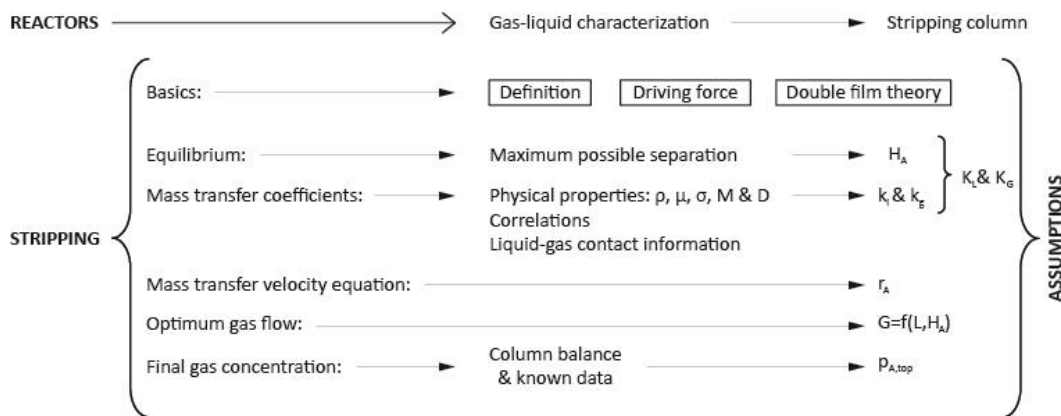 REACTORS Gas-liquid characterization Stripping column
Basics: Definition Driving force Double film theory
Equilibrium: Maximum possible separation H_A
K_L & K_G
Mass transfer coefficients: Physical properties: ρ, μ, σ, M & D k_l & k_g
Correlations
STRIPPING
Liquid-gas contact information
ASSUMPTIONS
Mass transfer velocity equation: r_A
Optimum gas flow: G=f(L,H_A)
Final gas concentration: Column balance
& known data
p_A,top